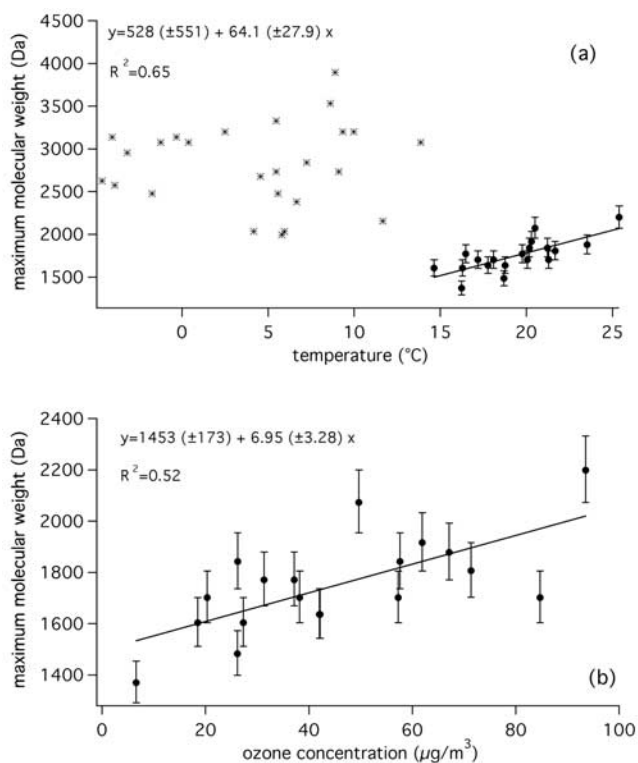 4500
y=528 (±551) + 64.1 (±27.9) x
(a)
4000
R²=0.65
3500
3000
2500
2000
1500
maximum molecular weight (Da)
0 5 10 15 20 25
temperature (°C)
2400
y=1453 (±173) + 6.95 (±3.28) x
R²=0.52
2200
2000
1800
1600
1400
maximum molecular weight (Da)
(b)
0 20 40 60 80 100
ozone concentration (µg/m³)